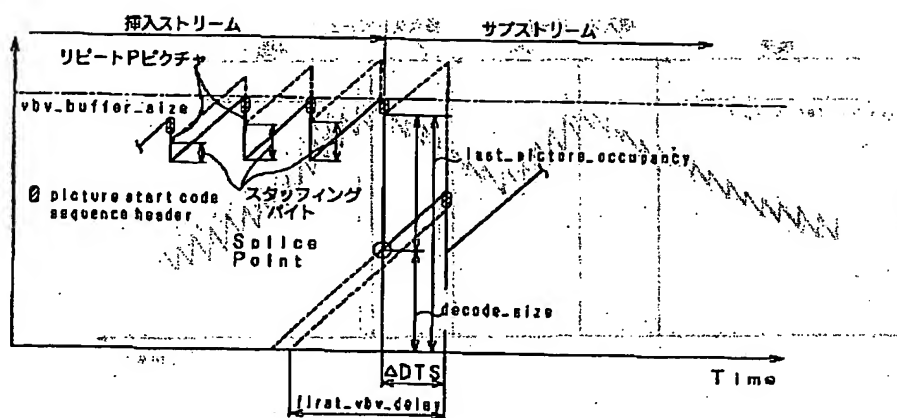 挿入ストリーム
サブストリーム
リピートPピクチャ
vbv_buffer_size
last_picture_occupancy
picture start code
sequence header
スタッフィング
バイト
Splice
Point
decode_size
ΔDTS
Time
first_vbv_delay